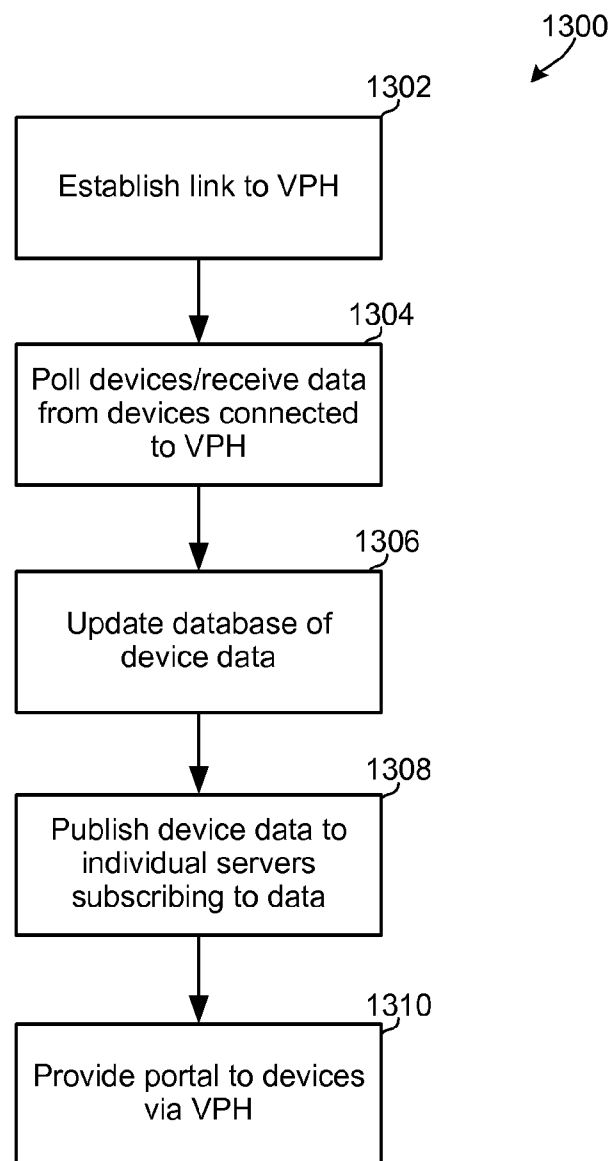 1300
1302
Establish link to VPH
1304
Poll devices/receive data
from devices connected
to VPH
1306
Update database of
device data
1308
Publish device data to
individual servers
subscribing to data
1310
Provide portal to devices
via VPH